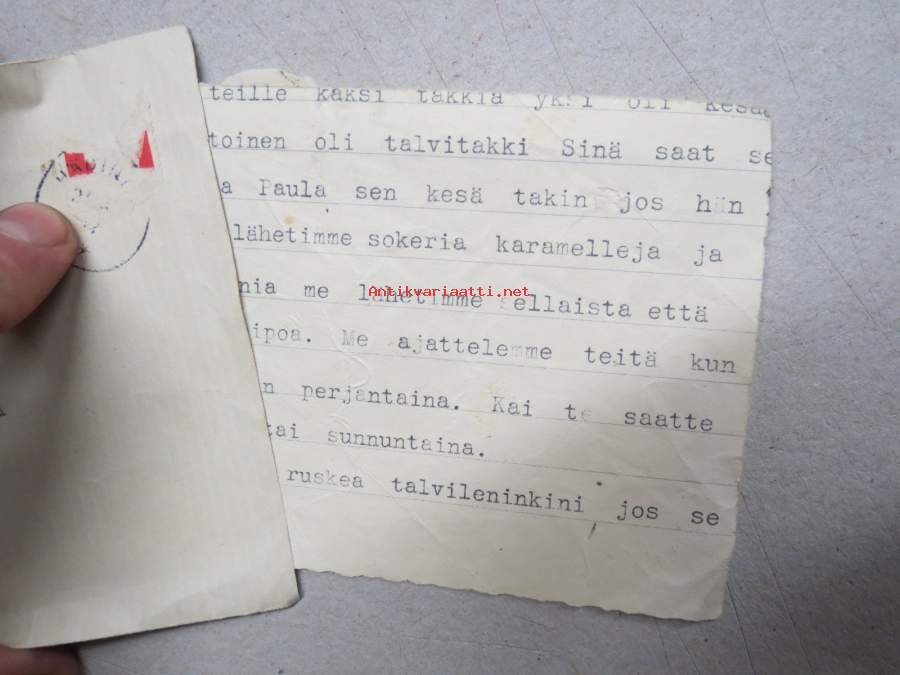 teille kaksi takkia yksi oli kesä
toinen oli talvitakki Sinä saat se
a Paula sen kesä takin jos hän
lähetimme sokeria karamelleja ja
nia me lähetimme sellaista että
Antikvariaatti.net
ipoa. Me ajattelemme teitä kun
n perjantaina. Kai te saatte
tai sunnuntaina.
ruskea talvileninkini jos se